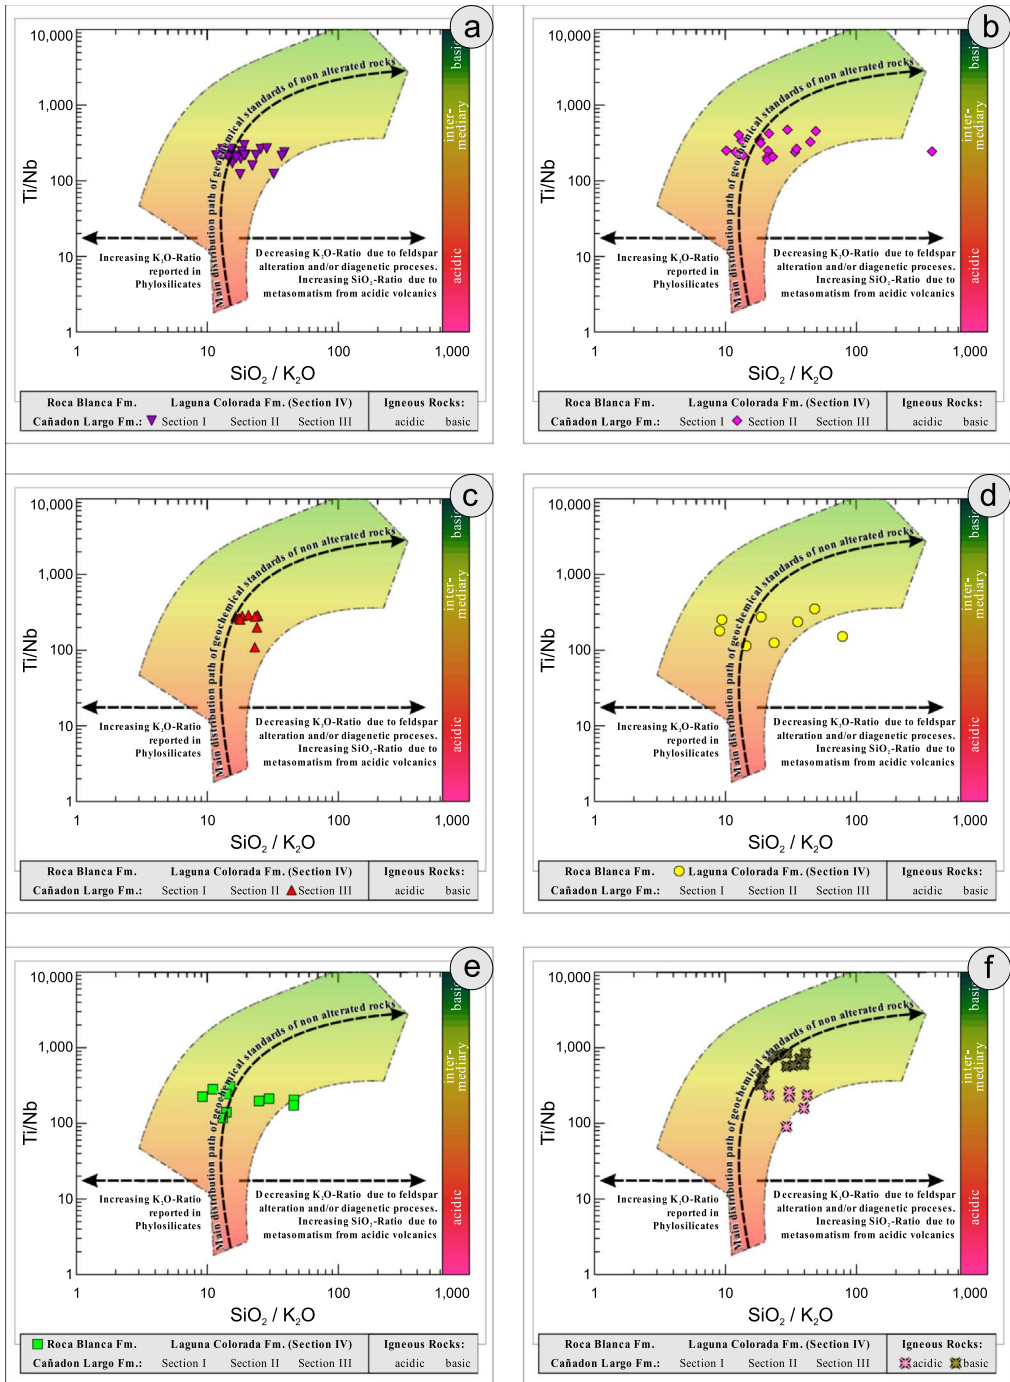 a
10,000
1,000
100
10
1
Ti/Nb
basic
inter-
mediary
acidic
Main distribution path of geochemical standards of non alterated rocks
Increasing K2O-Ratio
reported in
Phylosilicates
Decreasing K2O-Ratio due to feldspar
alteration and/or diagenetic proceses.
Increasing SiO2-Ratio due to
metasomatism from acidic volcanics
1 10 100 1,000
SiO2 / K2O
Roca Blanca Fm. Laguna Colorada Fm. (Section IV) Igneous Rocks:
Cañadon Largo Fm.: Section I Section II Section III acidic basic
b
10,000
1,000
100
10
1
Ti/Nb
basic
inter-
mediary
acidic
Main distribution path of geochemical standards of non alterated rocks
Increasing K2O-Ratio
reported in
Phylosilicates
Decreasing K2O-Ratio due to feldspar
alteration and/or diagenetic proceses.
Increasing SiO2-Ratio due to
metasomatism from acidic volcanics
1 10 100 1,000
SiO2 / K2O
Roca Blanca Fm. Laguna Colorada Fm. (Section IV) Igneous Rocks:
Cañadon Largo Fm.: Section I Section II Section III acidic basic
c
10,000
1,000
100
10
1
Ti/Nb
basic
inter-
mediary
acidic
Main distribution path of geochemical standards of non alterated rocks
Increasing K2O-Ratio
reported in
Phylosilicates
Decreasing K2O-Ratio due to feldspar
alteration and/or diagenetic proceses.
Increasing SiO2-Ratio due to
metasomatism from acidic volcanics
1 10 100 1,000
SiO2 / K2O
Roca Blanca Fm. Laguna Colorada Fm. (Section IV) Igneous Rocks:
Cañadon Largo Fm.: Section I Section II Section III acidic basic
d
10,000
1,000
100
10
1
Ti/Nb
basic
inter-
mediary
acidic
Main distribution path of geochemical standards of non alterated rocks
Increasing K2O-Ratio
reported in
Phylosilicates
Decreasing K2O-Ratio due to feldspar
alteration and/or diagenetic proceses.
Increasing SiO2-Ratio due to
metasomatism from acidic volcanics
1 10 100 1,000
SiO2 / K2O
Roca Blanca Fm. Laguna Colorada Fm. (Section IV) Igneous Rocks:
Cañadon Largo Fm.: Section I Section II Section III acidic basic
e
10,000
1,000
100
10
1
Ti/Nb
basic
inter-
mediary
acidic
Main distribution path of geochemical standards of non alterated rocks
Increasing K2O-Ratio
reported in
Phylosilicates
Decreasing K2O-Ratio due to feldspar
alteration and/or diagenetic proceses.
Increasing SiO2-Ratio due to
metasomatism from acidic volcanics
1 10 100 1,000
SiO2 / K2O
Roca Blanca Fm. Laguna Colorada Fm. (Section IV) Igneous Rocks:
Cañadon Largo Fm.: Section I Section II Section III acidic basic
f
10,000
1,000
100
10
1
Ti/Nb
basic
inter-
mediary
acidic
Main distribution path of geochemical standards of non alterated rocks
Increasing K2O-Ratio
reported in
Phylosilicates
Decreasing K2O-Ratio due to feldspar
alteration and/or diagenetic proceses.
Increasing SiO2-Ratio due to
metasomatism from acidic volcanics
1 10 100 1,000
SiO2 / K2O
Roca Blanca Fm. Laguna Colorada Fm. (Section IV) Igneous Rocks:
Cañadon Largo Fm.: Section I Section II Section III acidic basic